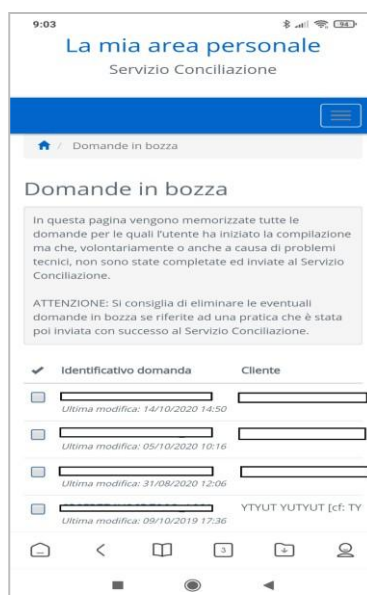 9:03
94
La mia area personale
Servizio Conciliazione
/ Domande in bozza
Domande in bozza
In questa pagina vengono memorizzate tutte le
domande per le quali l'utente ha iniziato la compilazione
ma che, volontariamente o anche a causa di problemi
tecnici, non sono state completate ed inviate al Servizio
Conciliazione.
ATTENZIONE: Si consiglia di eliminare le eventuali
domande in bozza se riferite ad una pratica che è stata
poi inviata con successo al Servizio Conciliazione.
Identificativo domanda Cliente
Ultima modifica: 14/10/2020 14:50
Ultima modifica: 05/10/2020 10:16
Ultima modifica: 31/08/2020 12:06
YTYUT YUTYUT [cf: TY
Ultima modifica: 09/10/2019 17:36
3